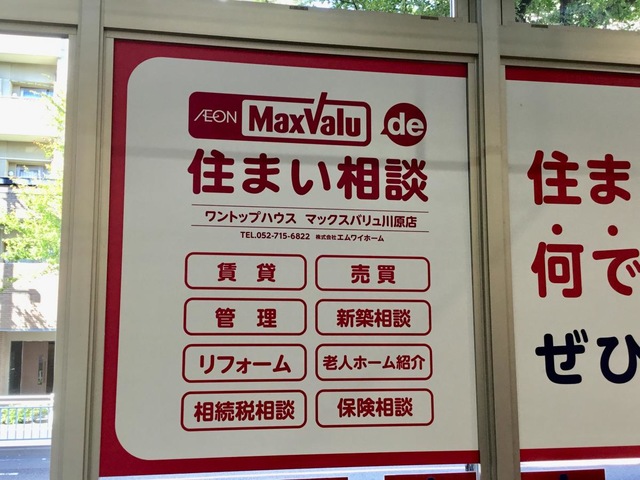 AEON MaxValu de
住まい相談
ワントップハウス マックスバリュ川原店
TEL.052-715-6822 株式会社エムワイホーム
賃貸 売買
管理 新築相談
リフォーム 老人ホーム紹介
相続税相談 保険相談
住ま
何で
ぜひ